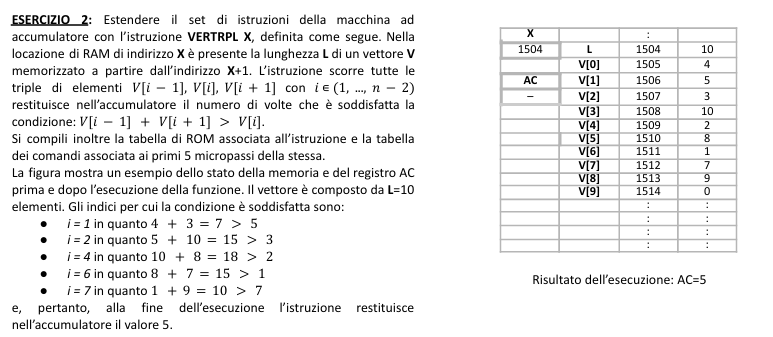 ESERCIZIO 2: Estendere il set di istruzioni della macchina ad
accumulatore con l'istruzione VERTRPL X, definita come segue. Nella
locazione di RAM di indirizzo X è presente la lunghezza L di un vettore V
memorizzato a partire dall'indirizzo X+1. L'istruzione scorre tutte le
triple di elementi V[i − 1], V[i], V[i + 1] con i ∈ (1, ..., n − 2)
restituisce nell'accumulatore il numero di volte che è soddisfatta la
condizione: V[i − 1] + V[i + 1] > V[i].
Si compili inoltre la tabella di ROM associata all'istruzione e la tabella
dei comandi associata ai primi 5 micropassi della stessa.
La figura mostra un esempio dello stato della memoria e del registro AC
prima e dopo l'esecuzione della funzione. Il vettore è composto da L=10
elementi. Gli indici per cui la condizione è soddisfatta sono:
● i = 1 in quanto 4 + 3 = 7 > 5
● i = 2 in quanto 5 + 10 = 15 > 3
● i = 4 in quanto 10 + 8 = 18 > 2
● i = 6 in quanto 8 + 7 = 15 > 1
● i = 7 in quanto 1 + 9 = 10 > 7
e, pertanto, alla fine dell'esecuzione l'istruzione restituisce
nell'accumulatore il valore 5.
X :
1504 L 1504 10
V[0] 1505 4
AC V[1] 1506 5
– V[2] 1507 3
V[3] 1508 10
V[4] 1509 2
V[5] 1510 8
V[6] 1511 1
V[7] 1512 7
V[8] 1513 9
V[9] 1514 0
: :
: :
: :
: :
Risultato dell'esecuzione: AC=5